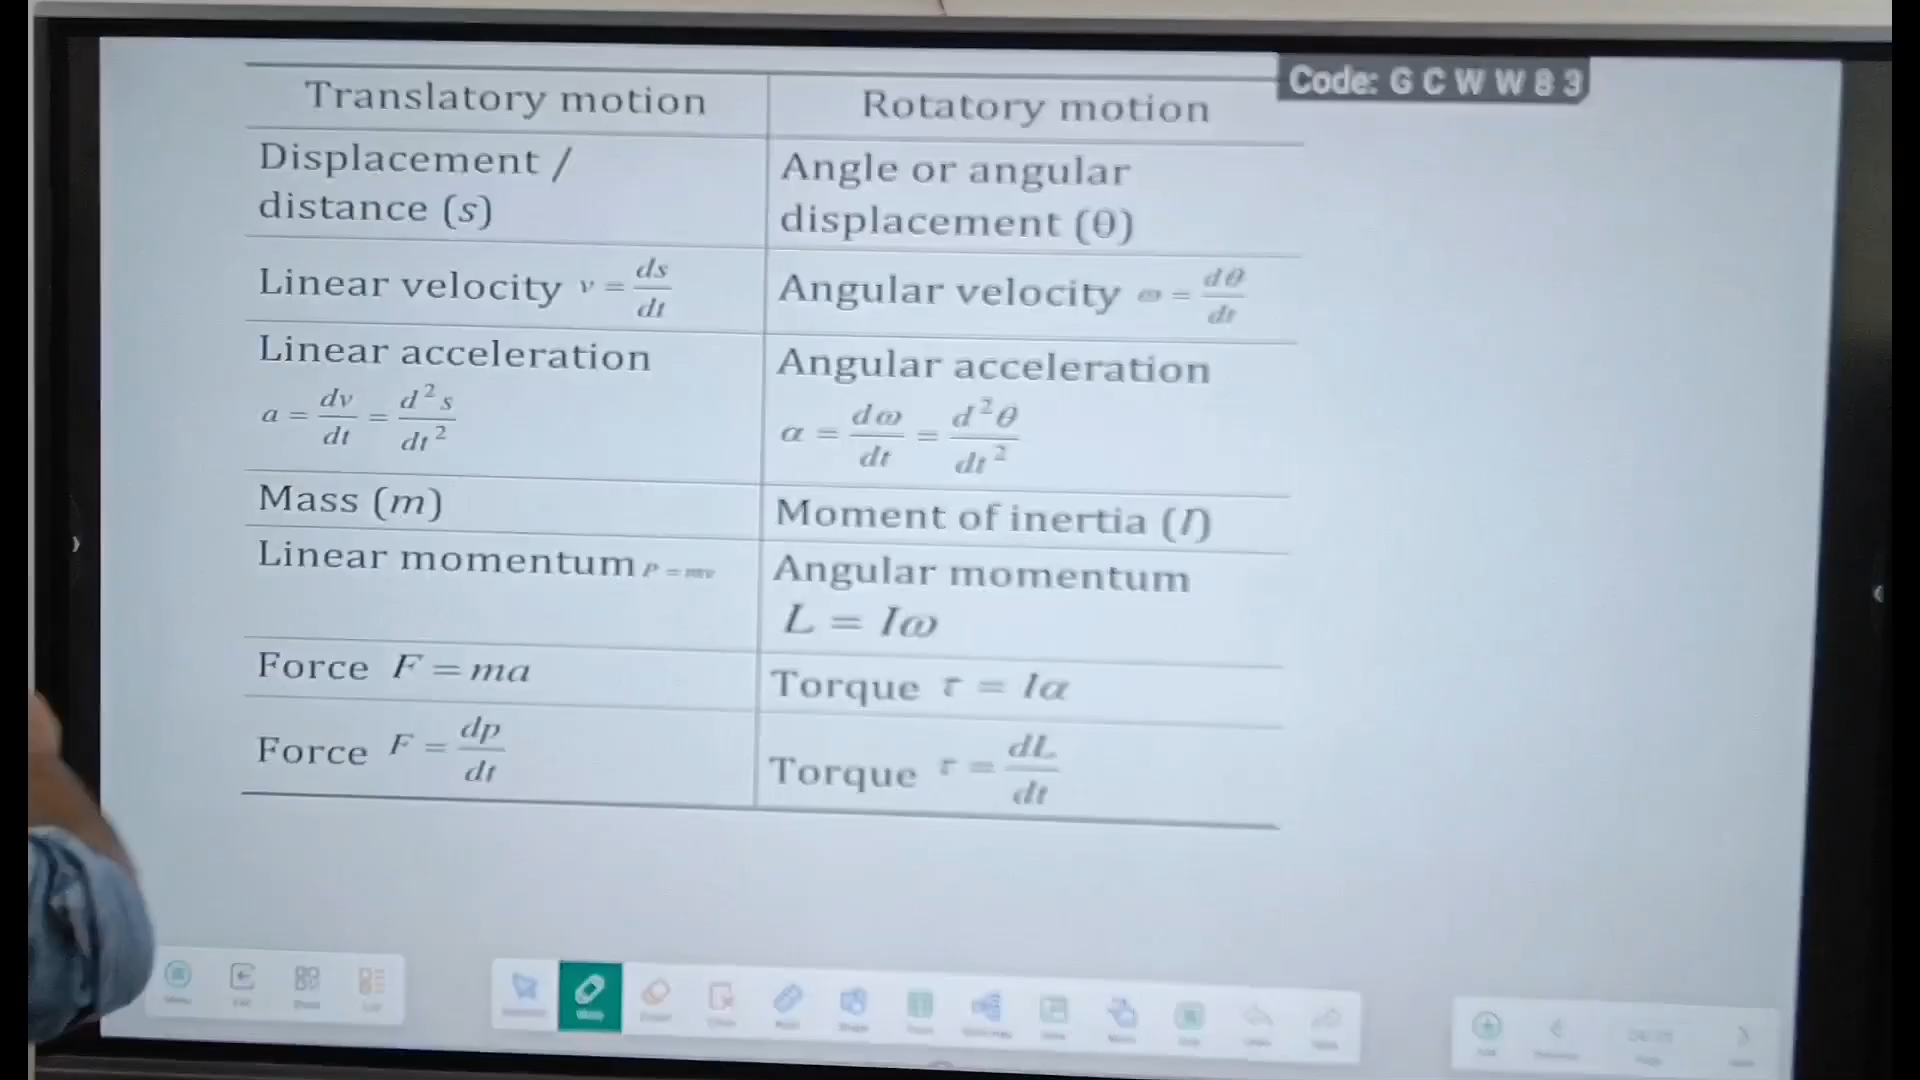 Code: G C W W 8 3
Translatory motion
Rotatory motion
Displacement /
distance (s)
Angle or angular
displacement (θ)
Linear velocity v = ds/dt
Angular velocity ω = dθ/dt
Linear acceleration
a = dv/dt = d²s/dt²
Angular acceleration
α = dω/dt = d²θ/dt²
Mass (m)
Moment of inertia (I)
Linear momentum P = mv
Angular momentum
L = Iω
Force F = ma
Torque τ = Iα
Force F = dp/dt
Torque τ = dL/dt